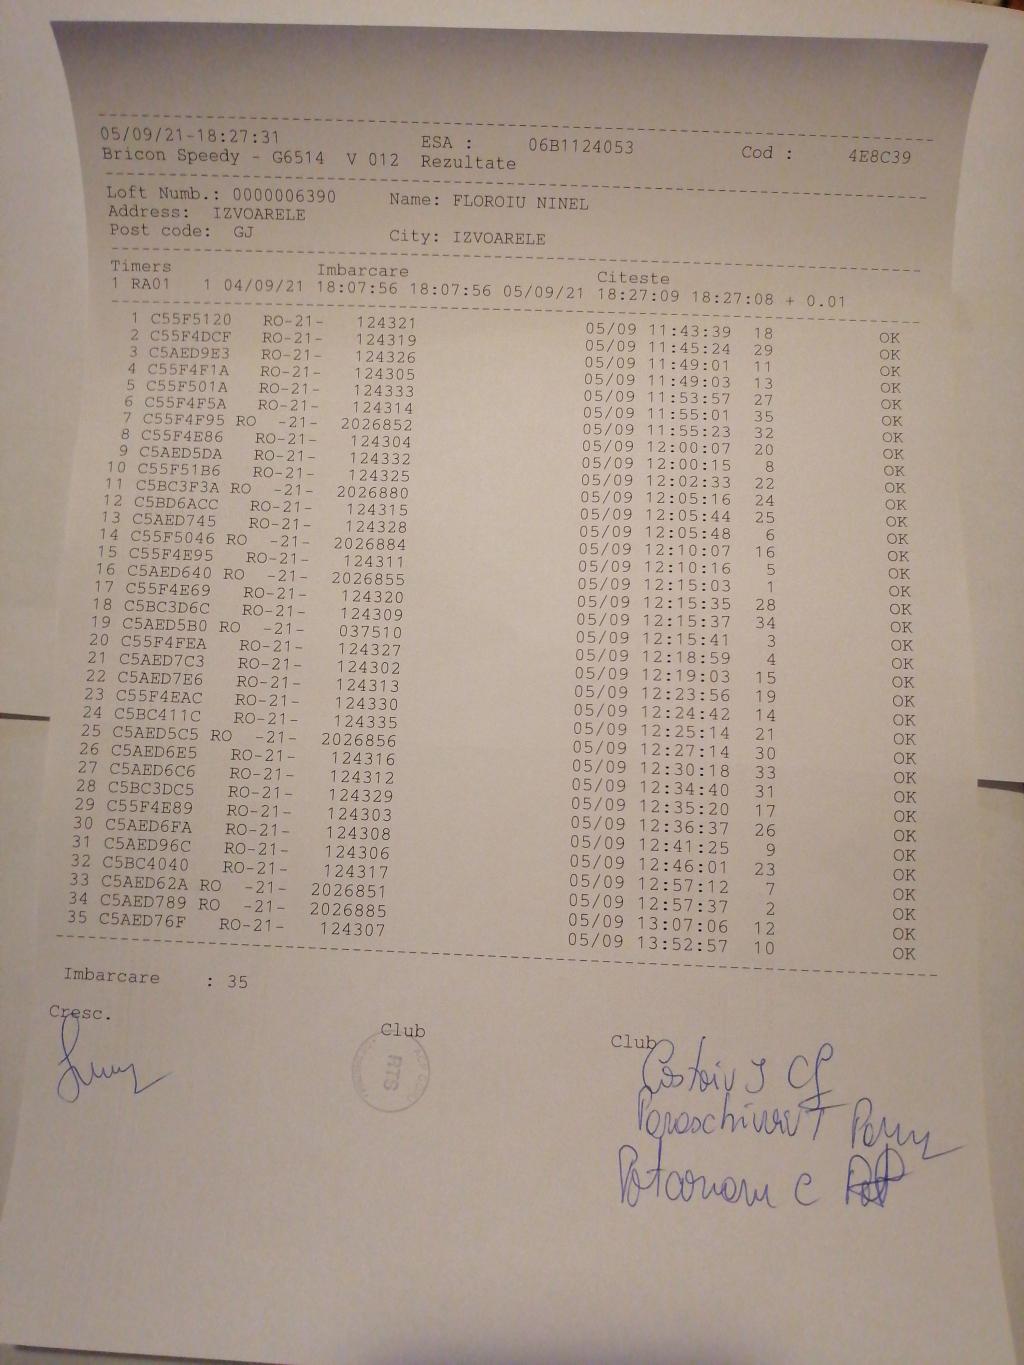 05/09/21-18:27:31 ESA : 06B1124053 Cod : 4E8C39
Bricon Speedy - G6514 V 012 Rezultate
Loft Numb.: 0000006390 Name: FLOROIU NINEL
Address: IZVOARELE
Post code: GJ City: IZVOARELE
Timers Imbarcare Citeste
1 RA01 1 04/09/21 18:07:56 18:07:56 05/09/21 18:27:09 18:27:08 + 0.01
1 C55F5120 RO-21- 124321 05/09 11:43:39 18 OK
2 C55F4DCF RO-21- 124319 05/09 11:45:24 29 OK
3 C5AED9E3 RO-21- 124326 05/09 11:49:01 11 OK
4 C55F4F1A RO-21- 124305 05/09 11:49:03 13 OK
5 C55F501A RO-21- 124333 05/09 11:53:57 27 OK
6 C55F4F5A RO-21- 124314 05/09 11:55:01 35 OK
7 C55F4F95 RO -21- 2026852 05/09 11:55:23 32 OK
8 C55F4E86 RO-21- 124304 05/09 12:00:07 20 OK
9 C5AED5DA RO-21- 124332 05/09 12:00:15 8 OK
10 C55F51B6 RO-21- 124325 05/09 12:02:33 22 OK
11 C5BC3F3A RO -21- 2026880 05/09 12:05:16 24 OK
12 C5BD6ACC RO-21- 124315 05/09 12:05:44 25 OK
13 C5AED745 RO-21- 124328 05/09 12:05:48 6 OK
14 C55F5046 RO -21- 2026884 05/09 12:10:07 16 OK
15 C55F4E95 RO-21- 124311 05/09 12:10:16 5 OK
16 C5AED640 RO -21- 2026855 05/09 12:15:03 1 OK
17 C55F4E69 RO-21- 124320 05/09 12:15:35 28 OK
18 C5BC3D6C RO-21- 124309 05/09 12:15:37 34 OK
19 C5AED5B0 RO -21- 037510 05/09 12:15:41 3 OK
20 C55F4FEA RO-21- 124327 05/09 12:18:59 4 OK
21 C5AED7C3 RO-21- 124302 05/09 12:19:03 15 OK
22 C5AED7E6 RO-21- 124313 05/09 12:23:56 19 OK
23 C55F4EAC RO-21- 124330 05/09 12:24:42 14 OK
24 C5BC411C RO-21- 124335 05/09 12:25:14 21 OK
25 C5AED5C5 RO -21- 2026856 05/09 12:27:14 30 OK
26 C5AED6E5 RO-21- 124316 05/09 12:30:18 33 OK
27 C5AED6C6 RO-21- 124312 05/09 12:34:40 31 OK
28 C5BC3DC5 RO-21- 124329 05/09 12:35:20 17 OK
29 C55F4E89 RO-21- 124303 05/09 12:36:37 26 OK
30 C5AED6FA RO-21- 124308 05/09 12:41:25 9 OK
31 C5AED96C RO-21- 124306 05/09 12:46:01 23 OK
32 C5BC4040 RO-21- 124317 05/09 12:57:12 7 OK
33 C5AED62A RO -21- 2026851 05/09 12:57:37 2 OK
34 C5AED789 RO -21- 2026885 05/09 13:07:06 12 OK
35 C5AED76F RO-21- 124307 05/09 13:52:57 10 OK
Imbarcare : 35
Cresc. Club Club
RTS